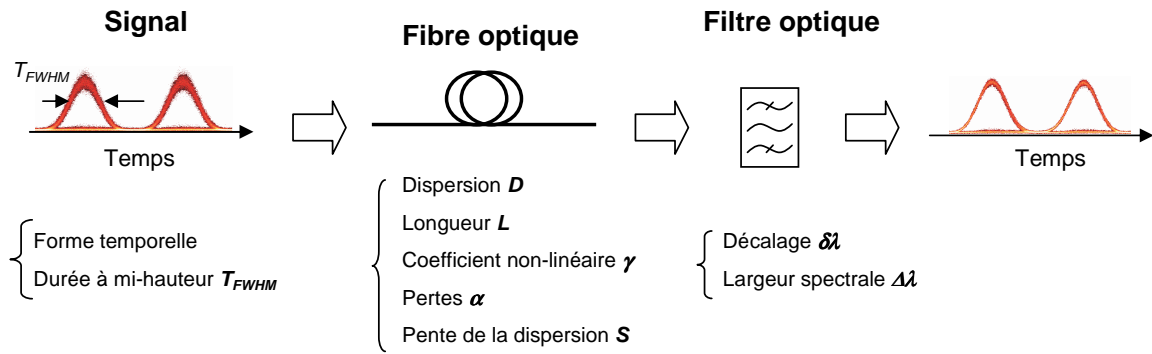 Signal
Fibre optique
Filtre optique
T_FWHM
Temps
Temps
Forme temporelle
Durée à mi-hauteur T_FWHM
Dispersion D
Longueur L
Coefficient non-linéaire γ
Pertes α
Pente de la dispersion S
Décalage δλ
Largeur spectrale Δλ